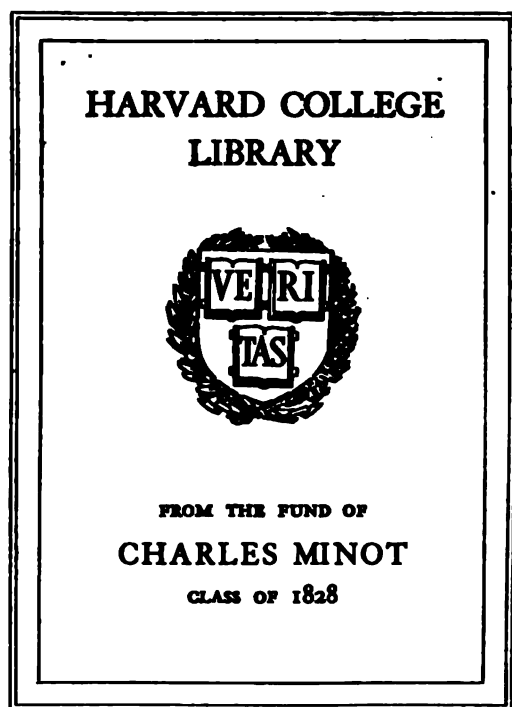 HARVARD COLLEGE
LIBRARY
VE RI
TAS
FROM THE FUND OF
CHARLES MINOT
CLASS OF 1828